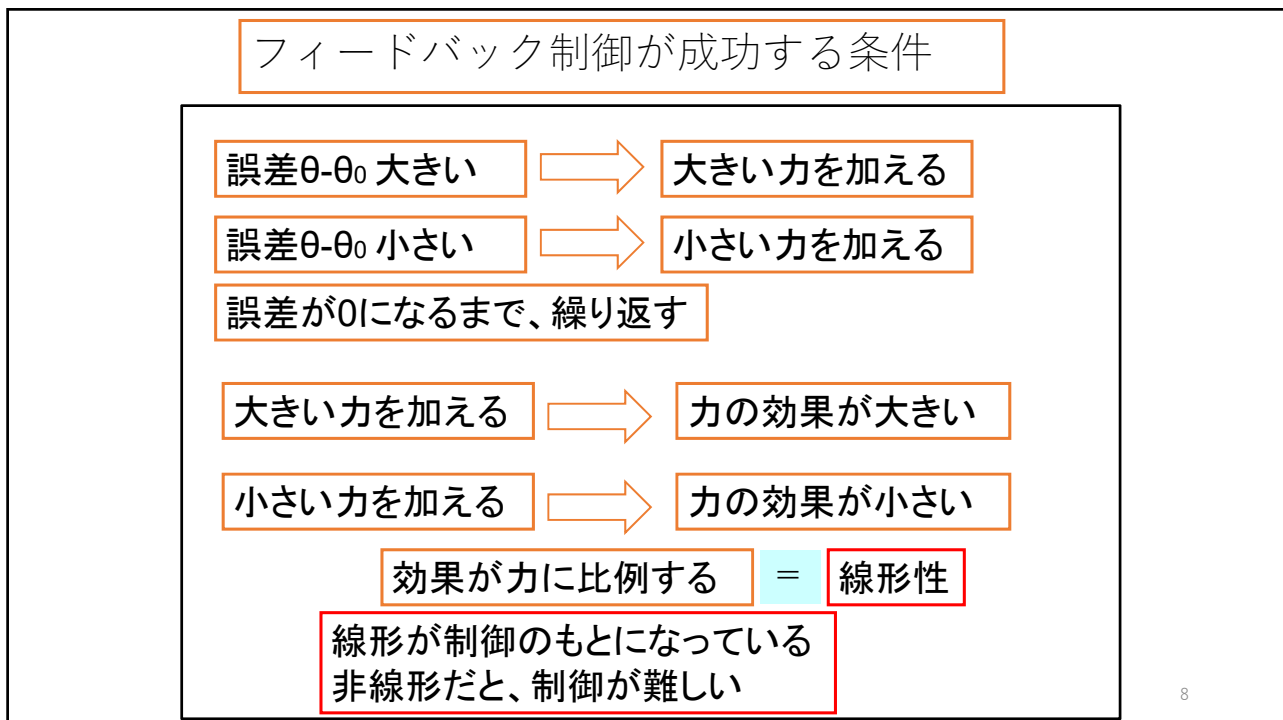 フィードバック制御が成功する条件
誤差θ-θ₀ 大きい
大きい力を加える
誤差θ-θ₀ 小さい
小さい力を加える
誤差が0になるまで、繰り返す
大きい力を加える
力の効果が大きい
小さい力を加える
力の効果が小さい
効果が力に比例する = 線形性
線形が制御のもとになっている
非線形だと、制御が難しい
8